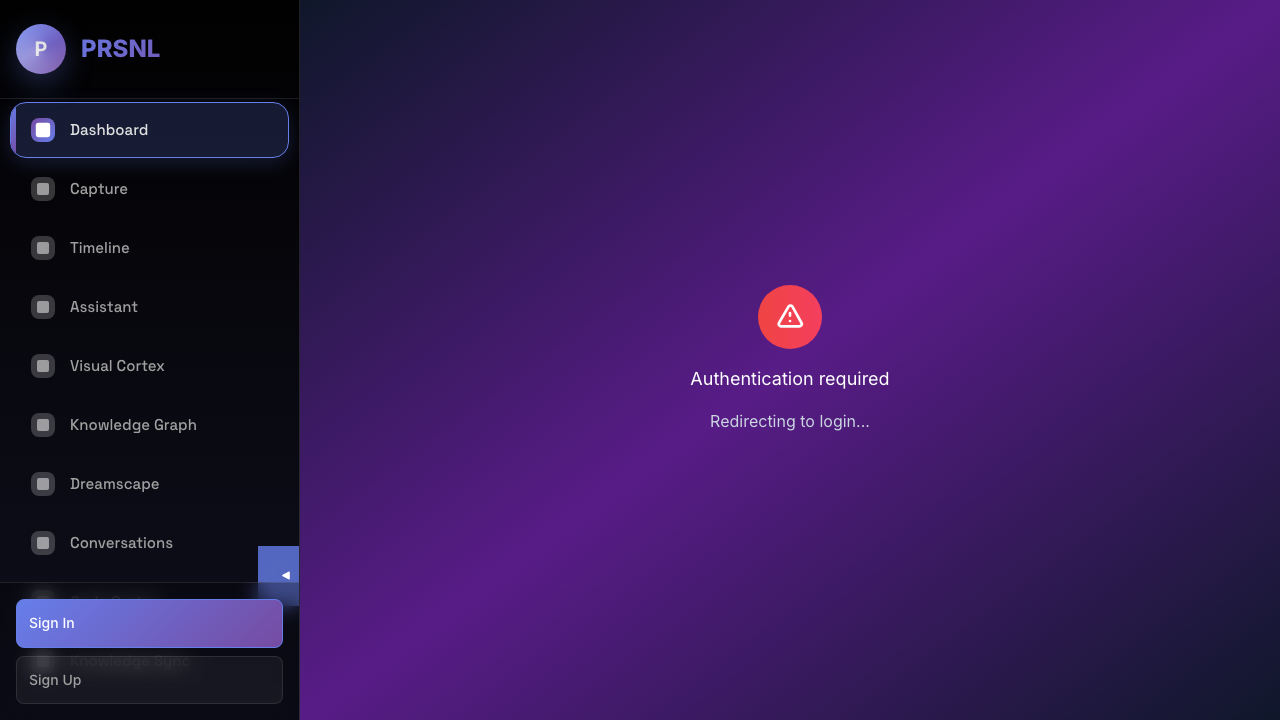 P
PRSNL
Dashboard
Capture
Timeline
Assistant
Visual Cortex
Knowledge Graph
Dreamscape
Conversations
Sign In
Knowledge Sync
Sign Up
Authentication required
Redirecting to login...